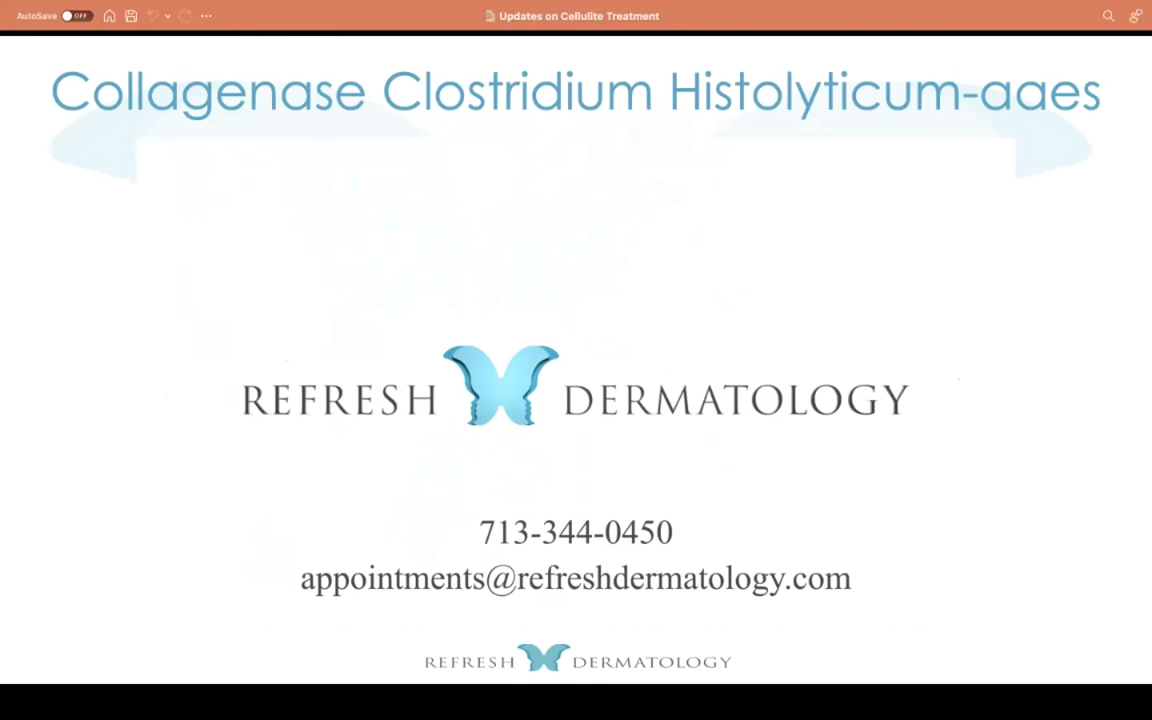 AutoSave OFF
Updates on Cellulite Treatment
Collagenase Clostridium Histolyticum-aaes
REFRESH DERMATOLOGY
713-344-0450
appointments@refreshdermatology.com
REFRESH DERMATOLOGY